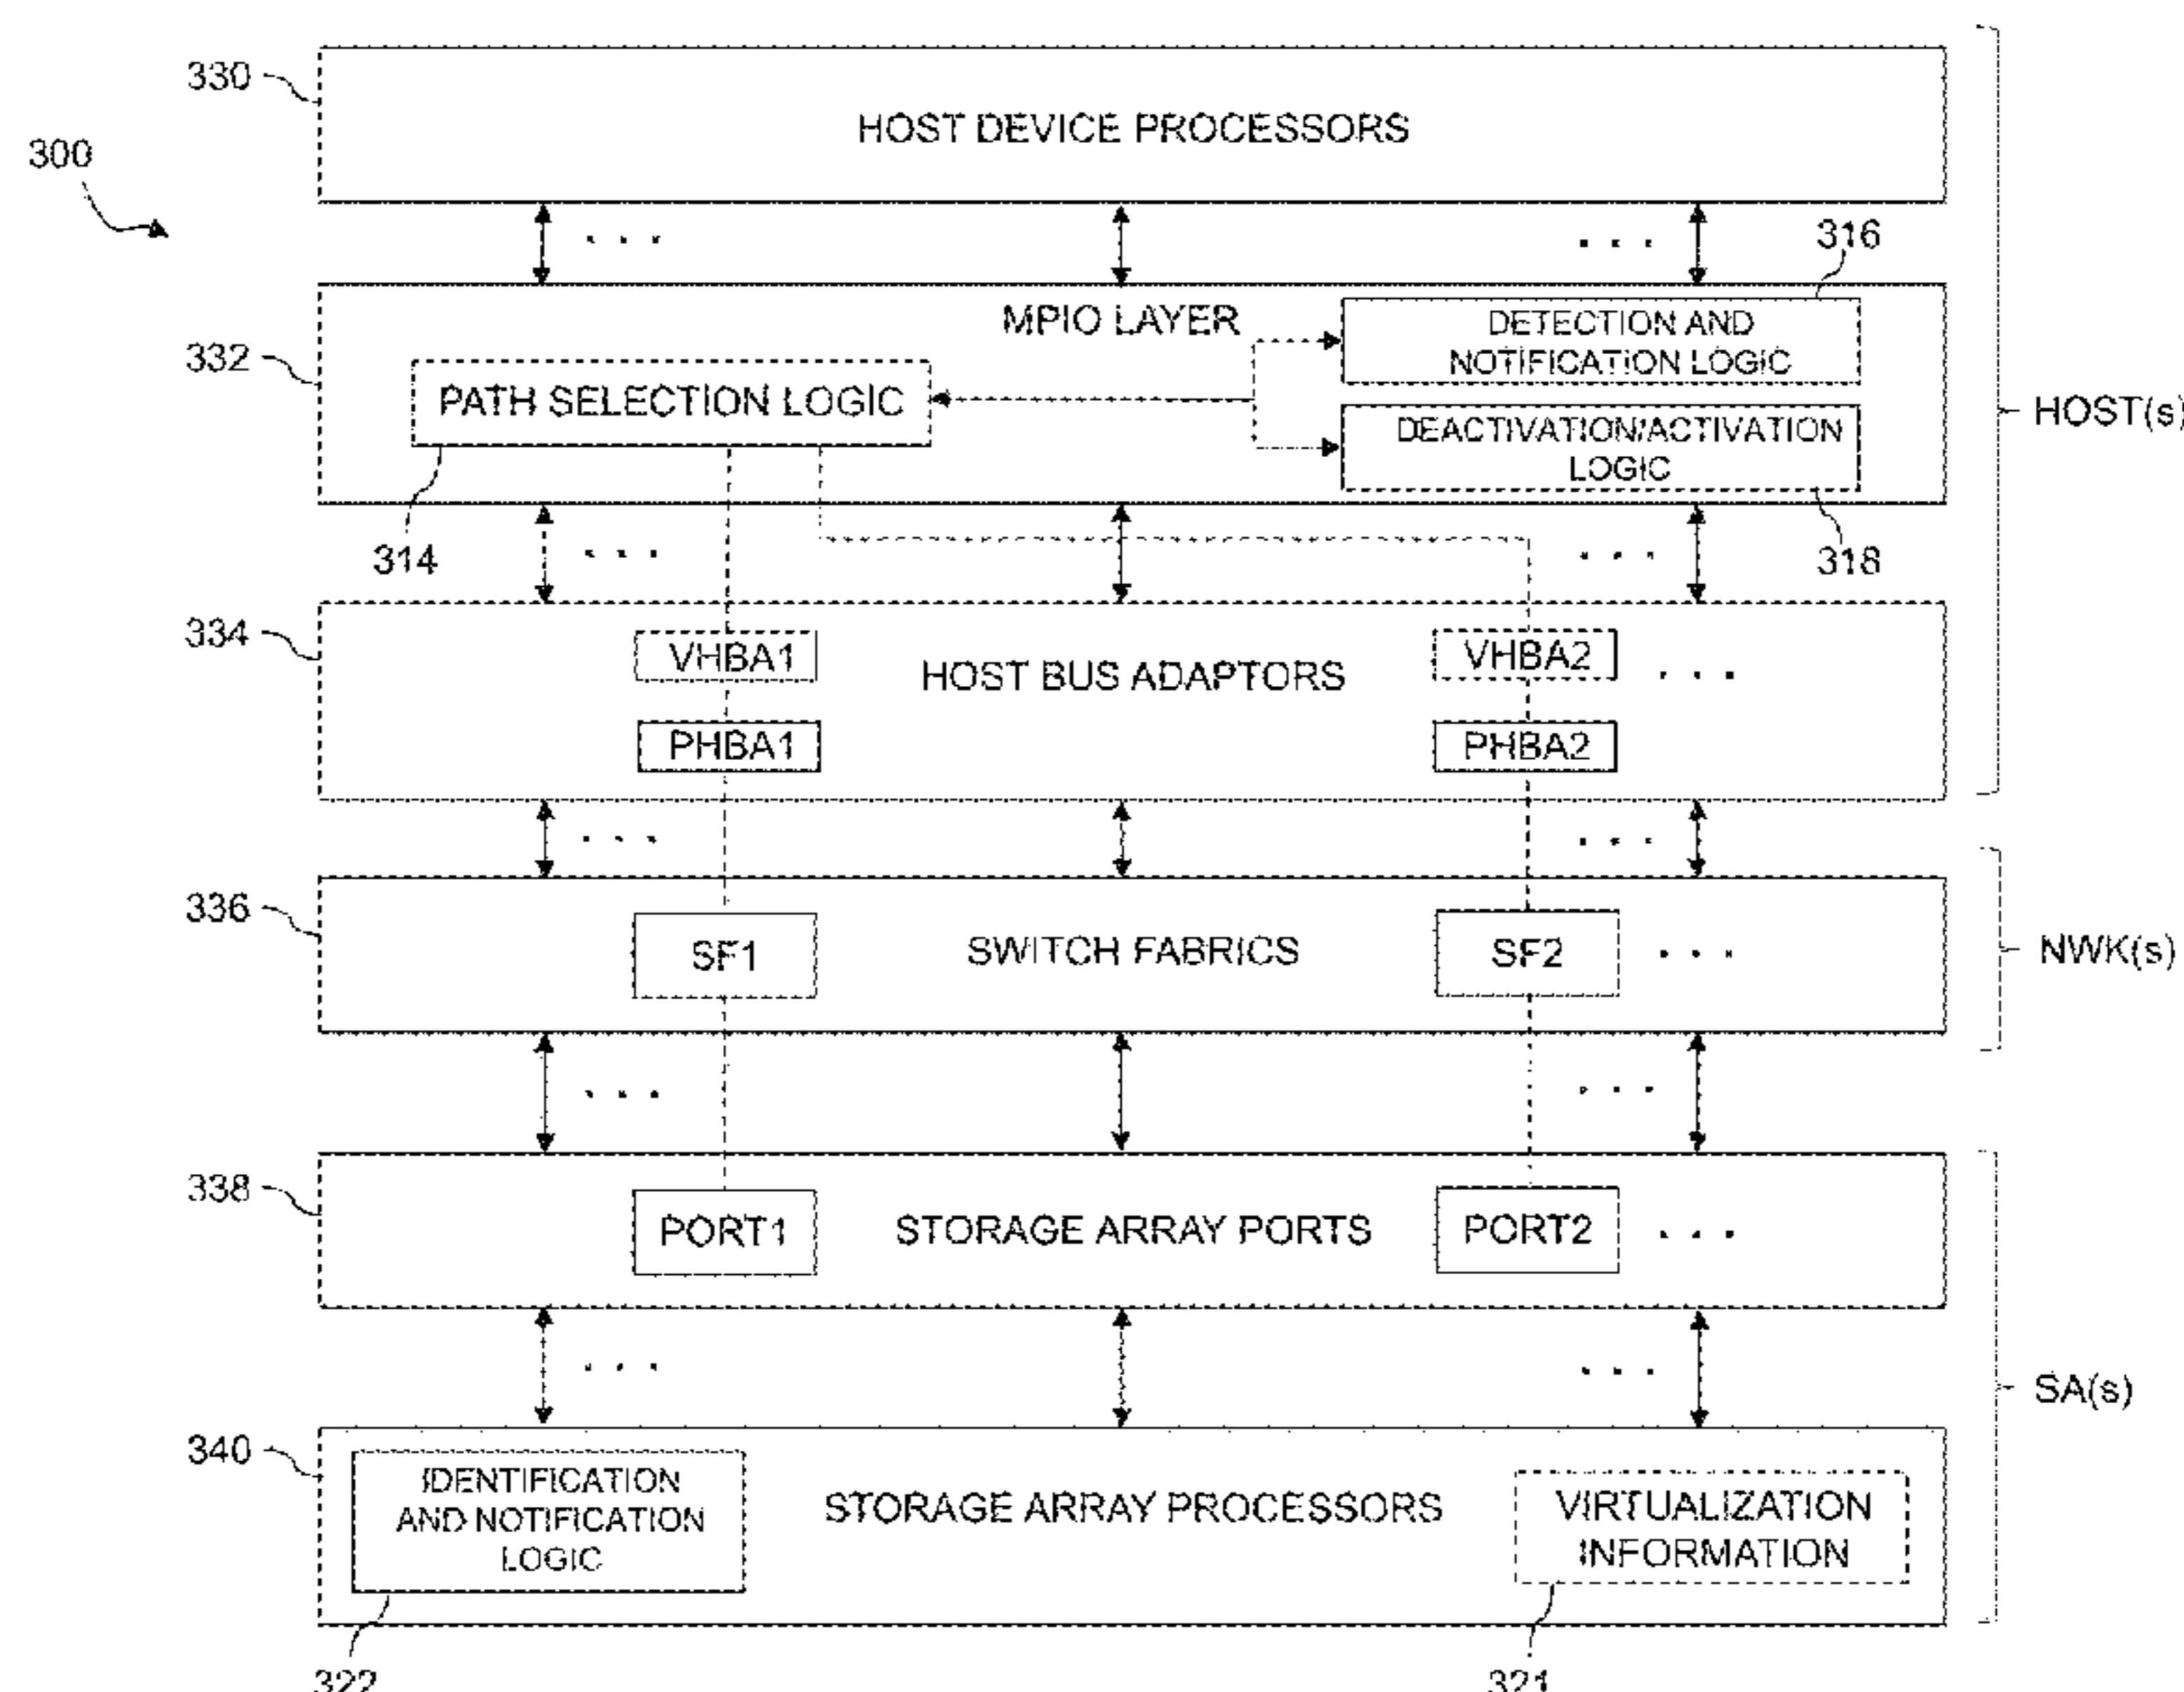 330
HOST DEVICE PROCESSORS
300
316
MPIO LAYER
DETECTION AND
NOTIFICATION LOGIC
332
PATH SELECTION LOGIC
DEACTIVATION/ACTIVATION
LOGIC
HOST(s)
314
318
334
VHBA1
HOST BUS ADAPTORS
VHBA2
PHBA1
PHBA2
336
SF1
SWITCH FABRICS
SF2
NWK(s)
338
PORT1
STORAGE ARRAY PORTS
PORT2
SA(s)
340
IDENTIFICATION
AND NOTIFICATION
LOGIC
STORAGE ARRAY PROCESSORS
VIRTUALIZATION
INFORMATION
322
321